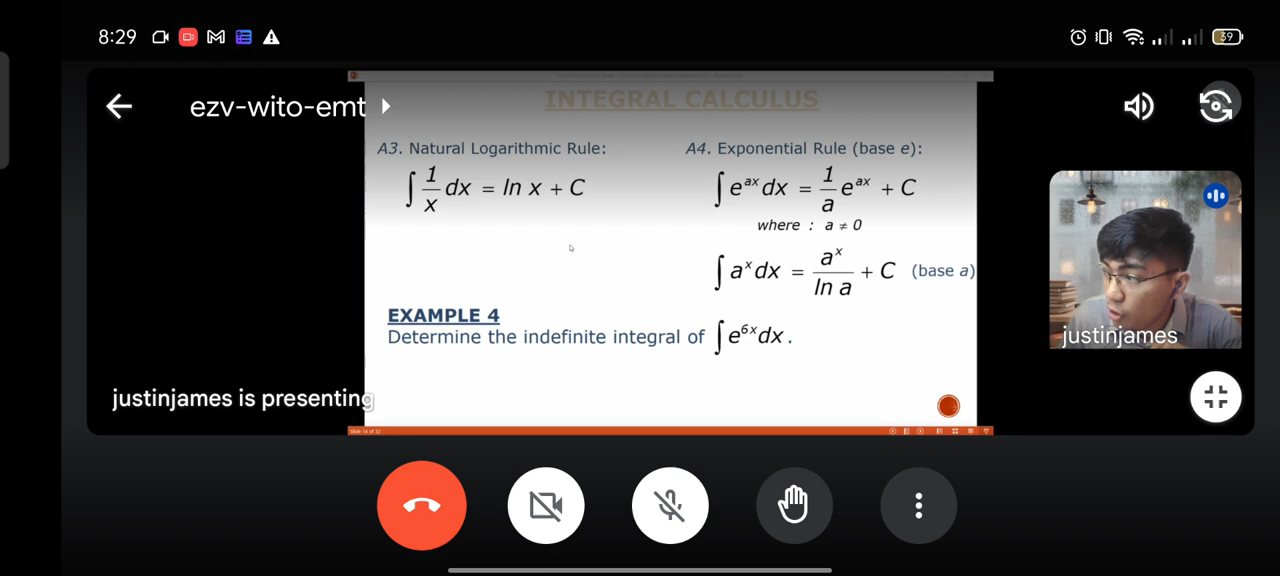 8:29
39
ezv-wito-emt
INTEGRAL CALCULUS
A3. Natural Logarithmic Rule:
∫ 1/x dx = ln x + C
A4. Exponential Rule (base e):
∫ e^ax dx = 1/a e^ax + C
where : a ≠ 0
∫ a^x dx = a^x/ln a + C (base a)
EXAMPLE 4
Determine the indefinite integral of ∫ e^6x dx.
justinjames
justinjames is presenting